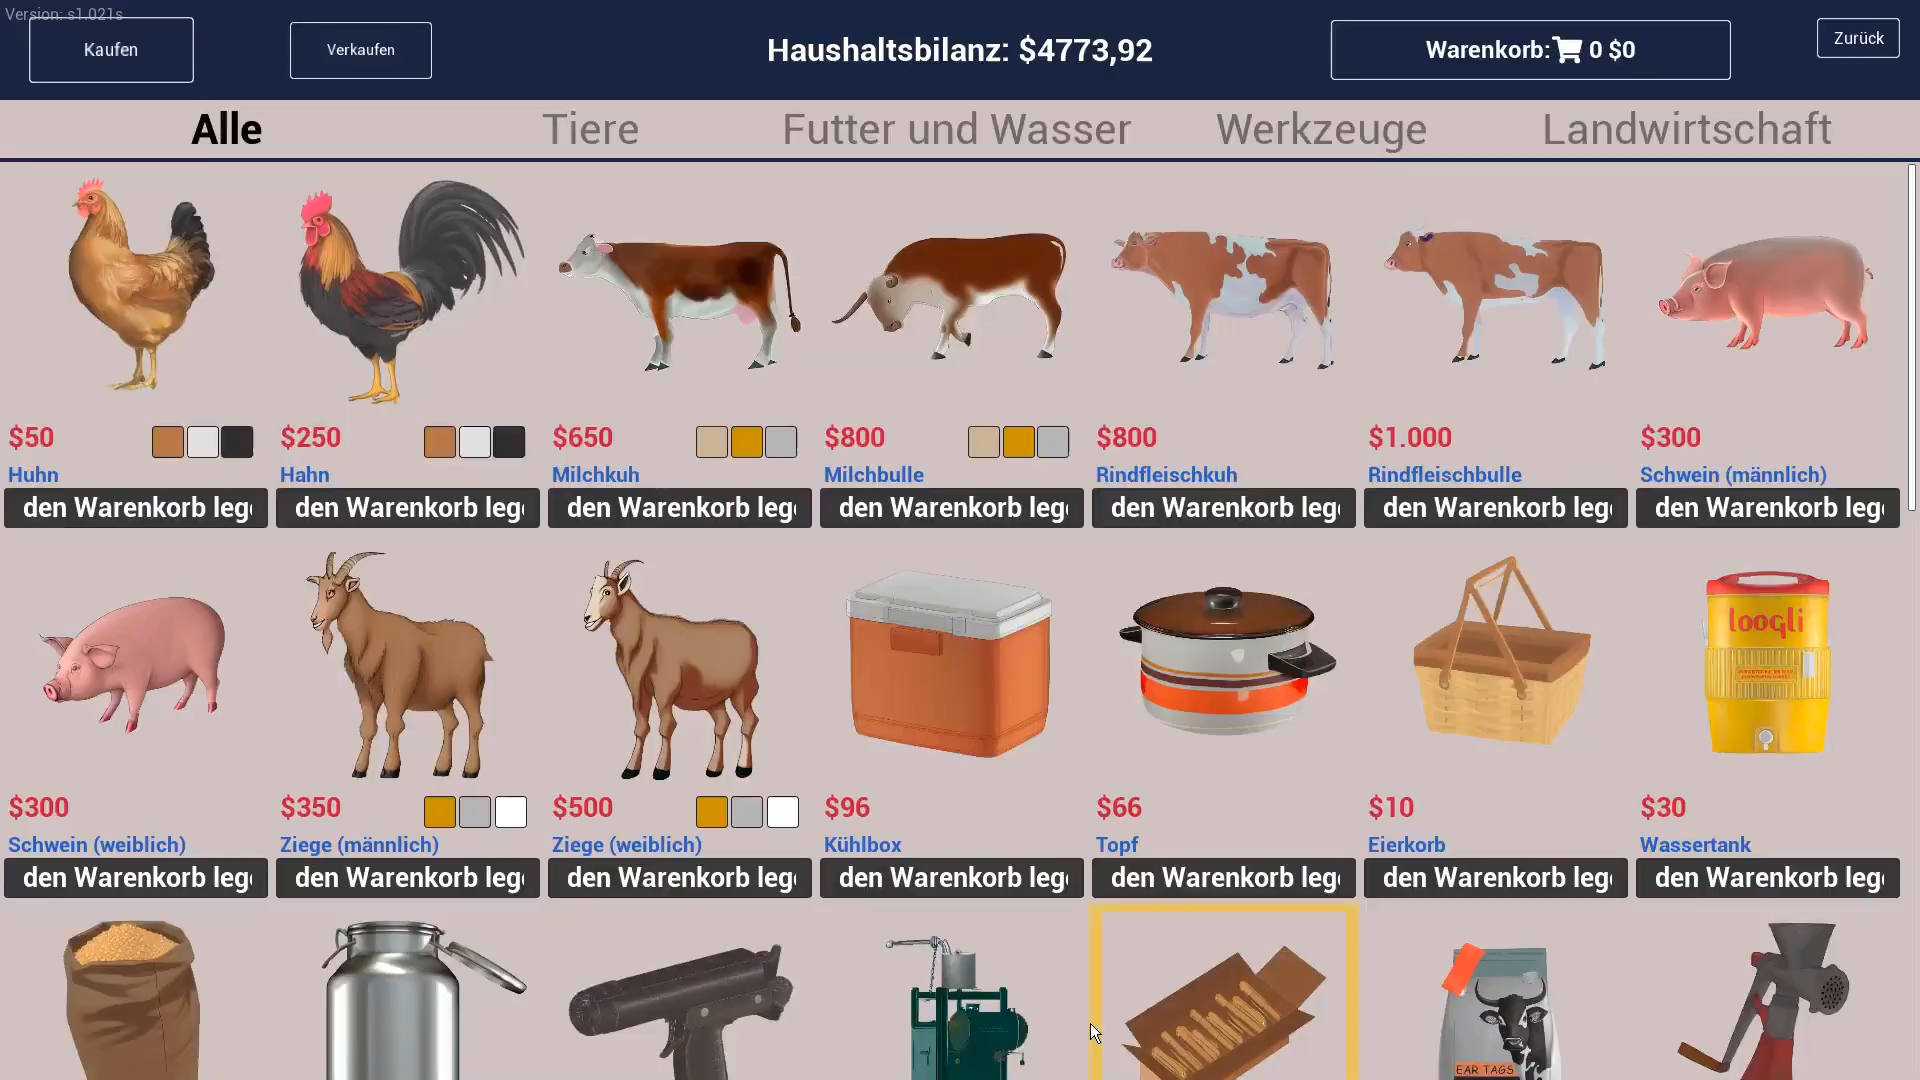 Version: s1.021s
Kaufen
Verkaufen
Haushaltsbilanz: $4773,92
Warenkorb: 0 $0
Zurück
Alle
Tiere
Futter und Wasser
Werkzeuge
Landwirtschaft
$50
$250
$650
$800
$800
$1.000
$300
Huhn
Hahn
Milchkuh
Milchbulle
Rindfleischkuh
Rindfleischbulle
Schwein (männlich)
den Warenkorb leg
den Warenkorb leg
den Warenkorb leg
den Warenkorb leg
den Warenkorb leg
den Warenkorb leg
den Warenkorb leg
loogli
$300
$350
$500
$96
$66
$10
$30
Schwein (weiblich)
Ziege (männlich)
Ziege (weiblich)
Kühlbox
Topf
Eierkorb
Wassertank
den Warenkorb leg
den Warenkorb leg
den Warenkorb leg
den Warenkorb leg
den Warenkorb leg
den Warenkorb leg
den Warenkorb leg
EAR TAGS